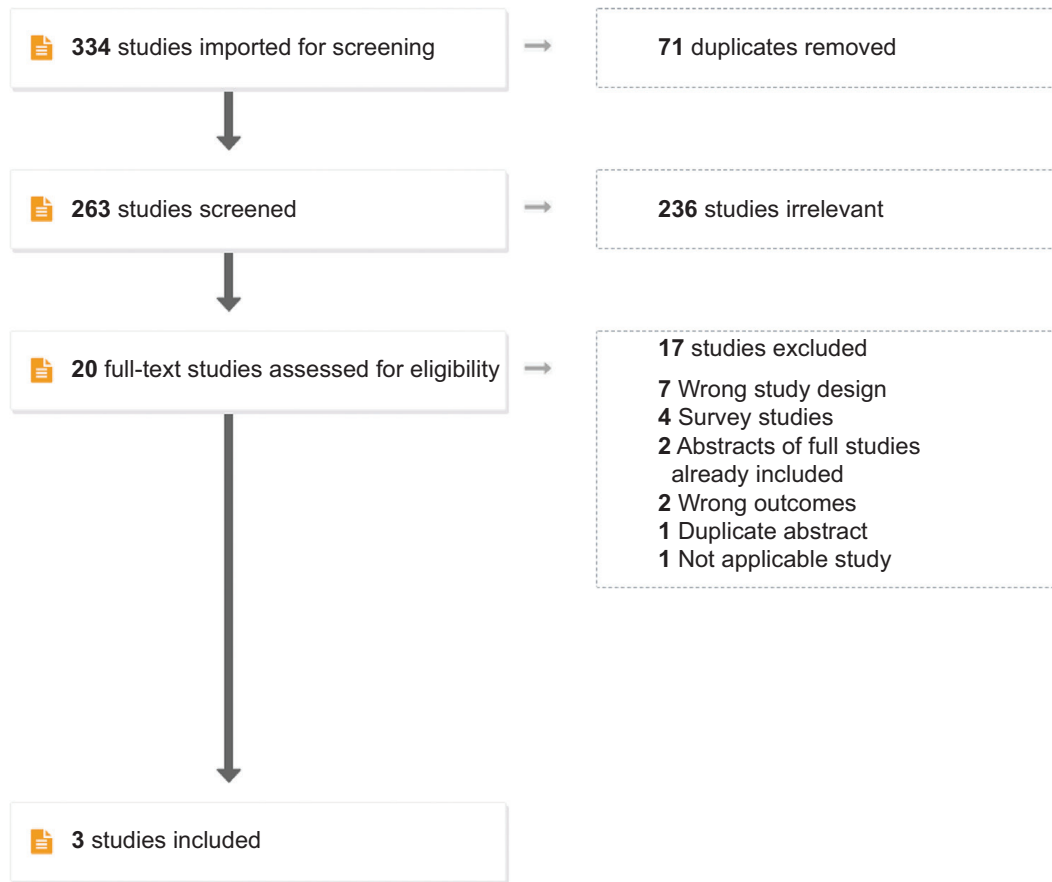 334 studies imported for screening
71 duplicates removed
263 studies screened
236 studies irrelevant
20 full-text studies assessed for eligibility
17 studies excluded
7 Wrong study design
4 Survey studies
2 Abstracts of full studies
already included
2 Wrong outcomes
1 Duplicate abstract
1 Not applicable study
3 studies included